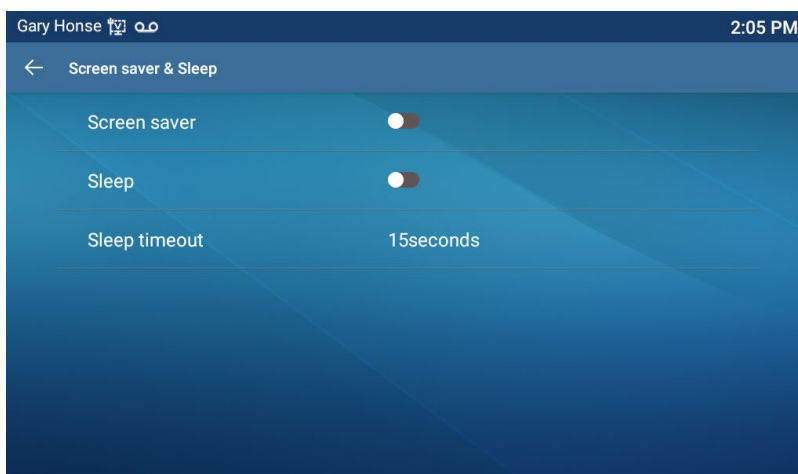 Gary Honse 2:05 PM
Screen saver & Sleep
Screen saver
Sleep
Sleep timeout 15seconds